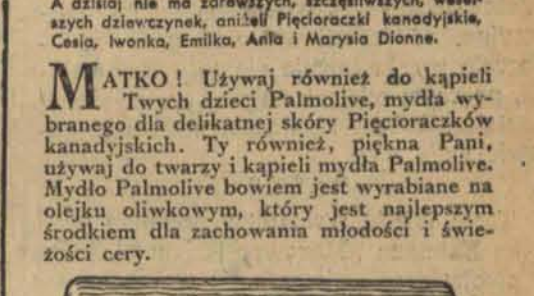 A dzisiaj nie ma zdrowszych, szczęśliwszych, wesel-
szych dziewczynek, aniżeli Pięcioraczki kanadyjskie,
Cesia, Iwonka, Emilka, Ania i Marysia Dionne.
MATKO ! Używaj również do kąpieli
Twych dzieci Palmolive, mydła wy-
branego dla delikatnej skóry Pięcioraczków
kanadyjskich. Ty również, piękna Pani,
używaj do twarzy i kąpieli mydła Palmolive.
Mydło Palmolive bowiem jest wyrabiane na
olejku oliwkowym, który jest najlepszym
środkiem dla zachowania młodości i świe-
żości cery.